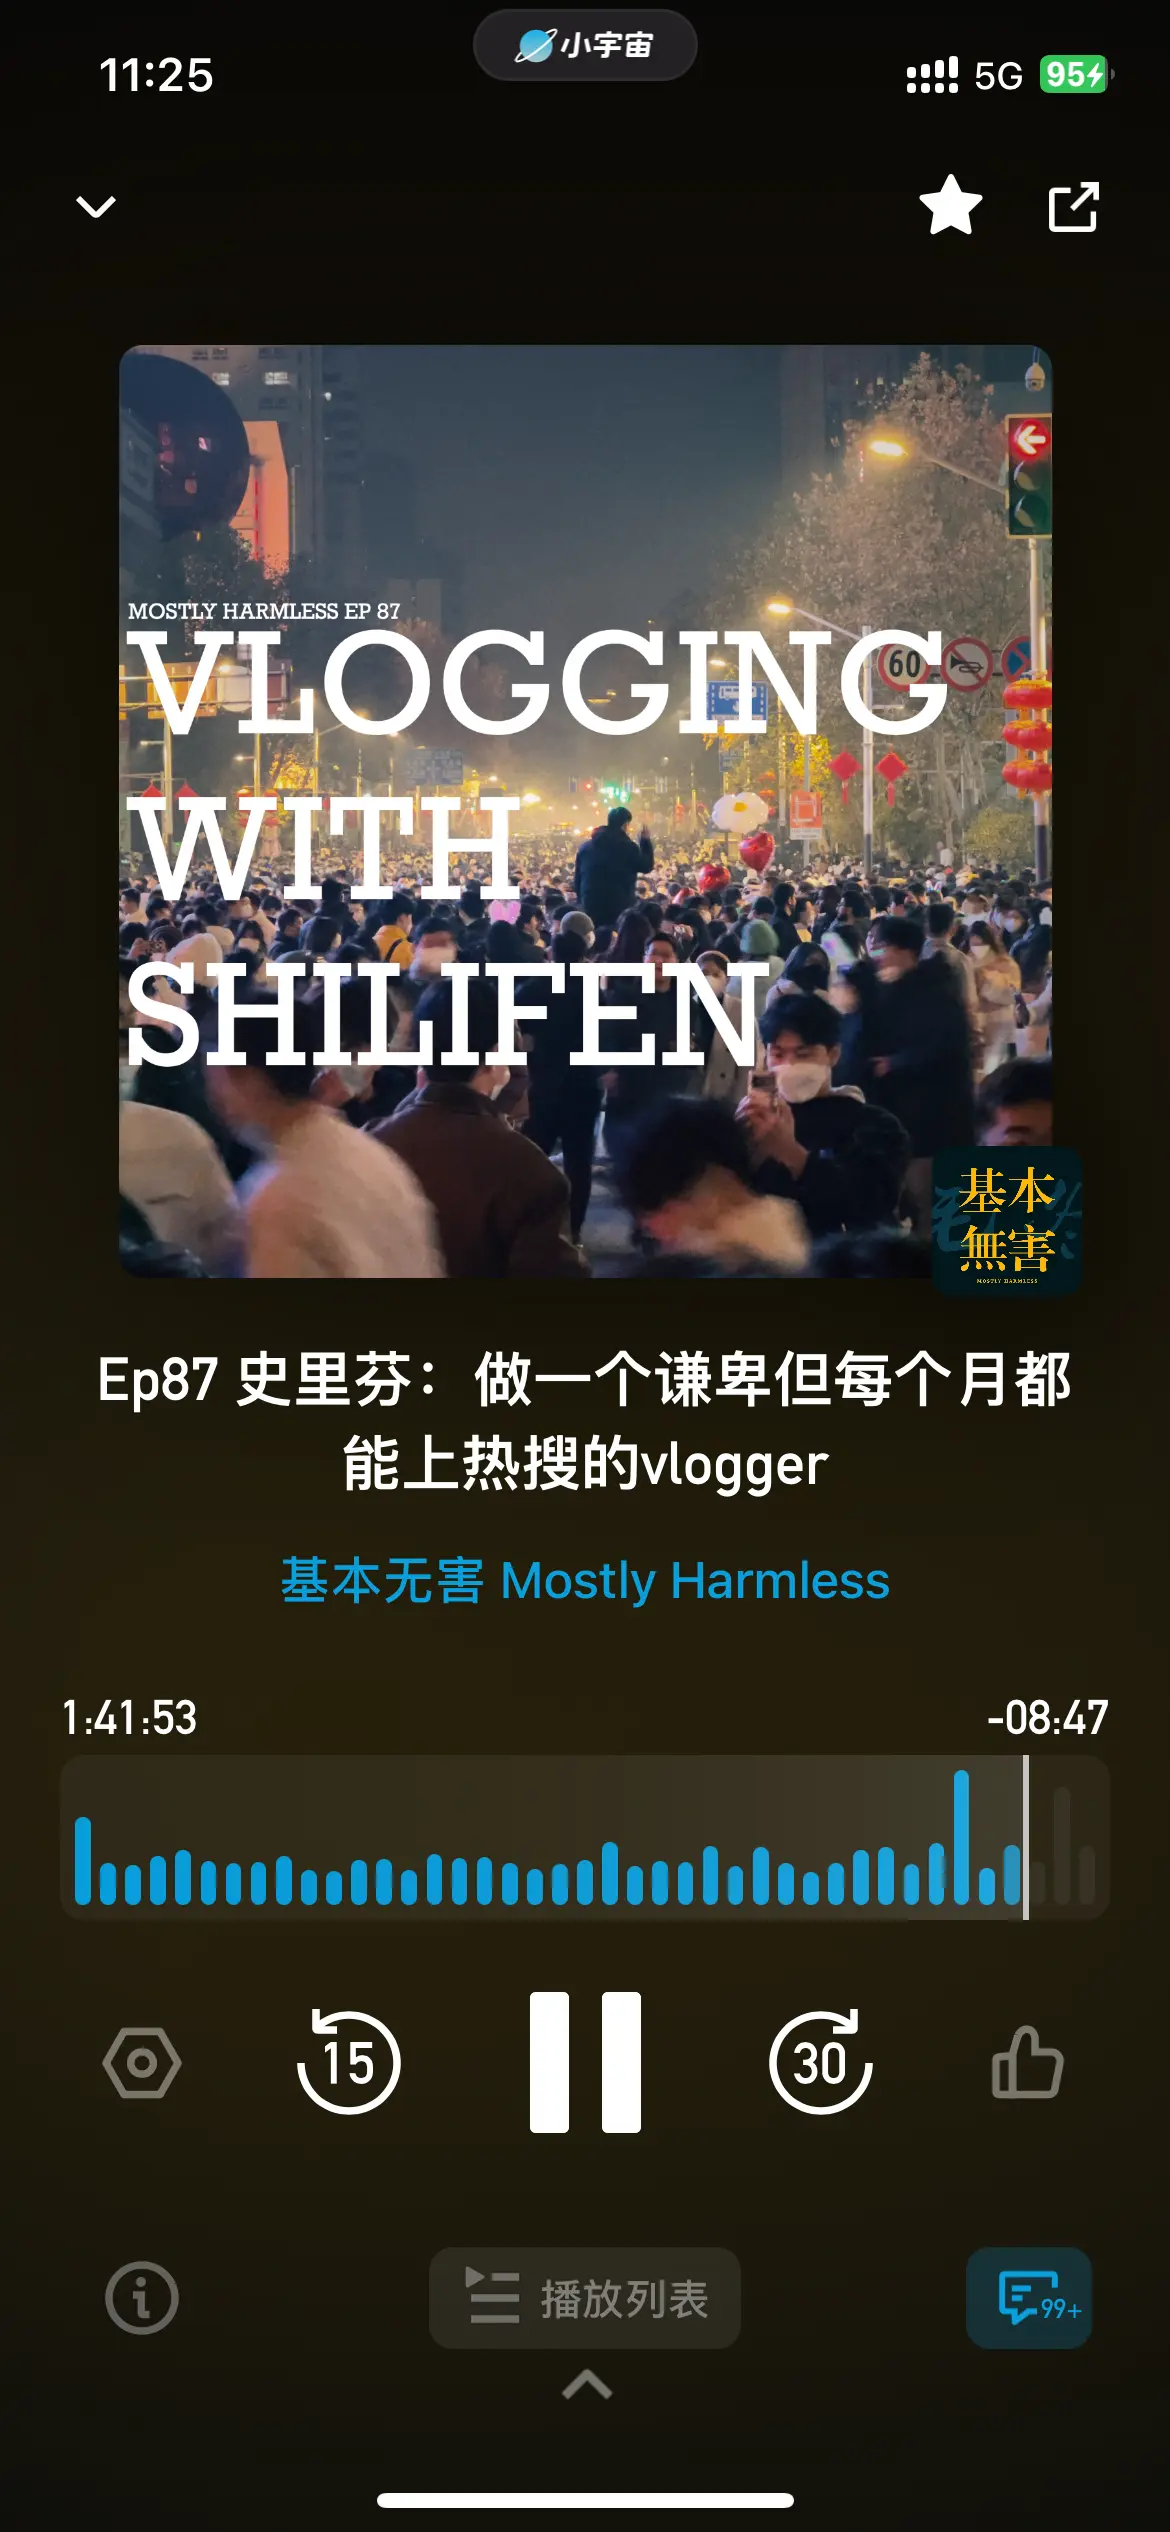 小宇宙
11:25
5G
95
MOSTLY HARMLESS EP 87
VLOGGING
60
WITH
SHILIFEN
基本
無害
MOSTLY HARMLESS
Ep87 史里芬：做一个谦卑但每个月都
能上热搜的vlogger
基本无害 Mostly Harmless
1:41:53
-08:47
15
30
播放列表
99+